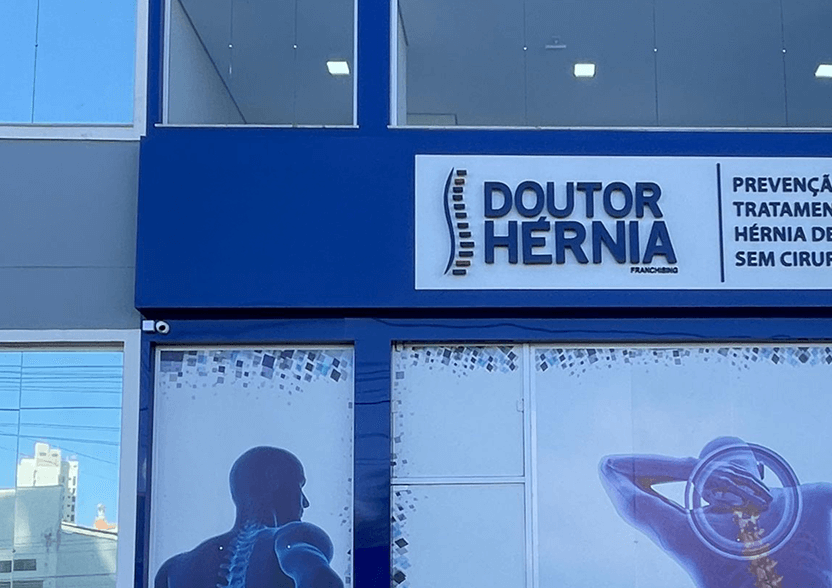 DOUTOR
HÉRNIA
FRANCHISING
PREVENÇÃ
TRATAMEN
HÉRNIA DE
SEM CIRUR